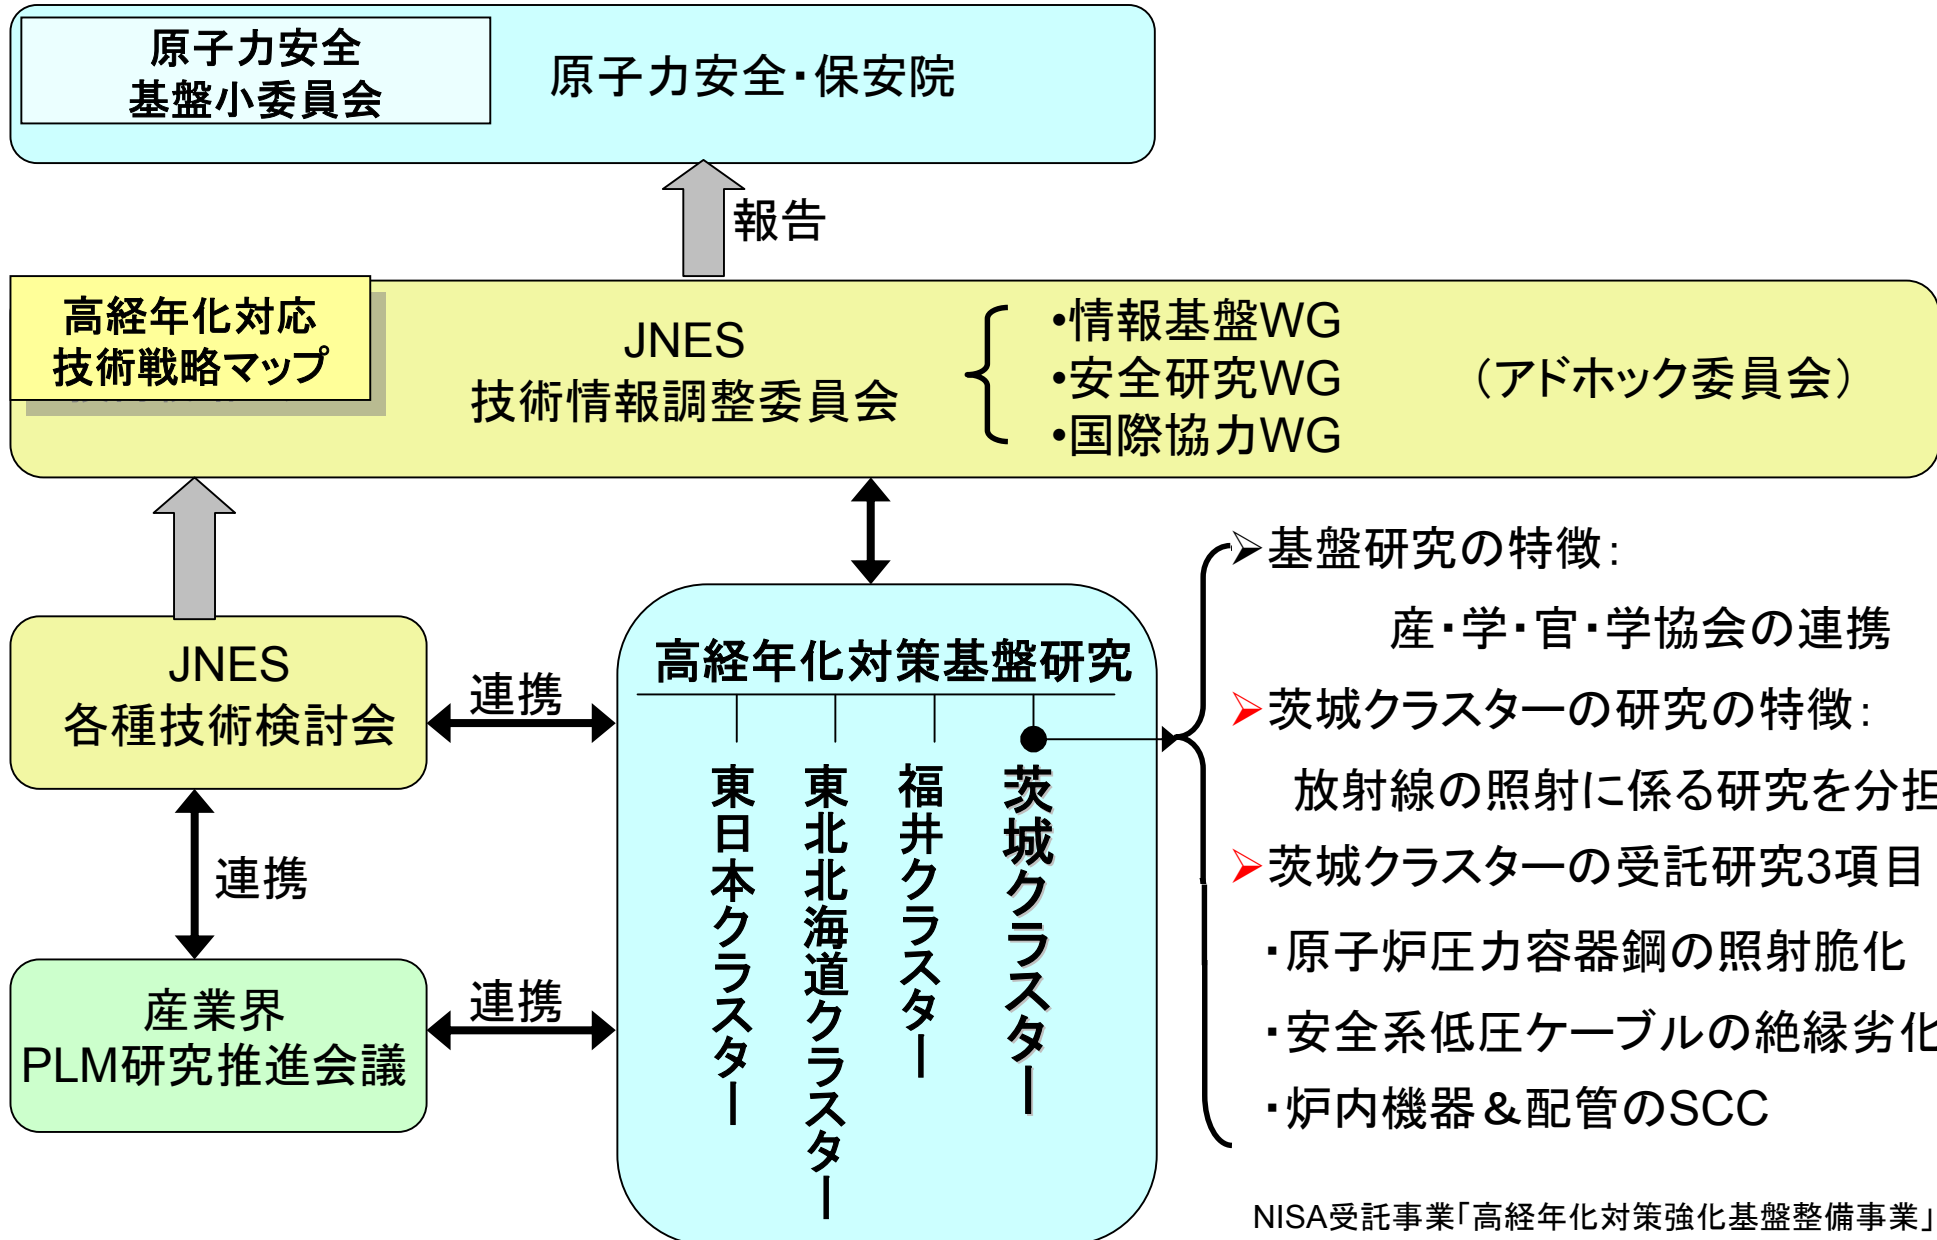 原子力安全
基盤小委員会
原子力安全・保安院
報告
高経年化対応
技術戦略マップ
JNES
技術情報調整委員会
•情報基盤WG
•安全研究WG
•国際協力WG
（アドホック委員会）
JNES
各種技術検討会
連携
連携
産業界
PLM研究推進会議
連携
高経年化対策基盤研究
東日本クラスター
東北北海道クラスター
福井クラスター
茨城クラスター
➢基盤研究の特徴：
産・学・官・学協会の連携
➢茨城クラスターの研究の特徴：
放射線の照射に係る研究を分担
➢茨城クラスターの受託研究3項目
・原子炉圧力容器鋼の照射脆化
・安全系低圧ケーブルの絶縁劣化
・炉内機器＆配管のSCC
NISA受託事業「高経年化対策強化基盤整備事業」